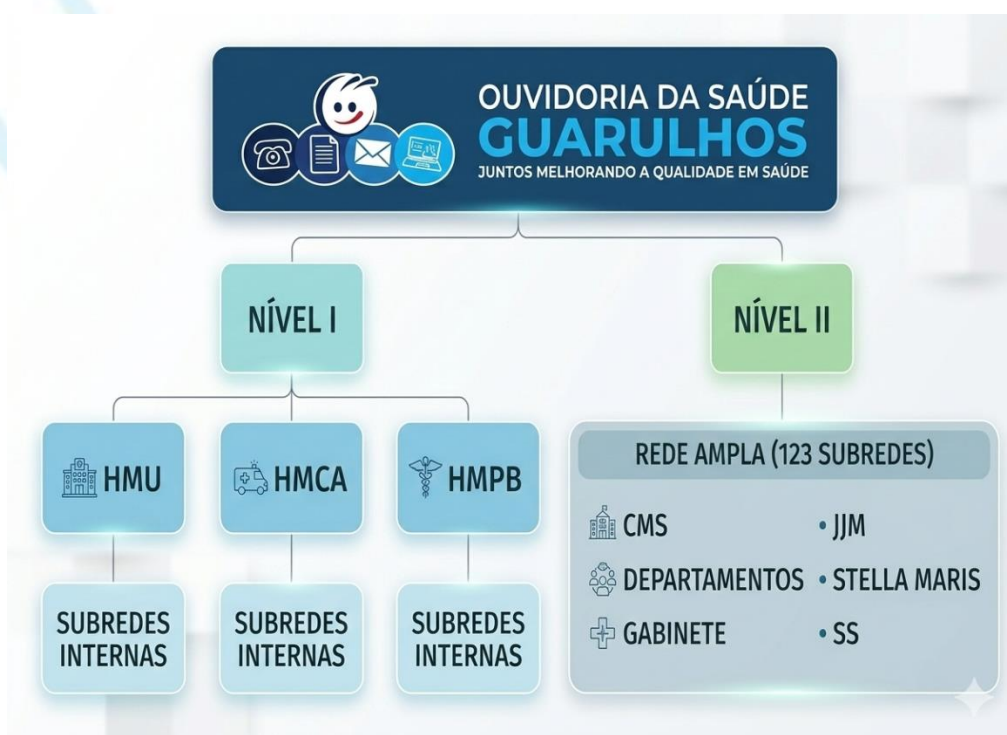 OUVIDORIA DA SAÚDE
GUARULHOS
JUNTOS MELHORANDO A QUALIDADE EM SAÚDE
NÍVEL I
NÍVEL II
HMU
HMCA
HMPB
SUBREDES
INTERNAS
SUBREDES
INTERNAS
SUBREDES
INTERNAS
REDE AMPLA (123 SUBREDES)
CMS
• JJM
DEPARTAMENTOS
• STELLA MARIS
GABINETE
• SS